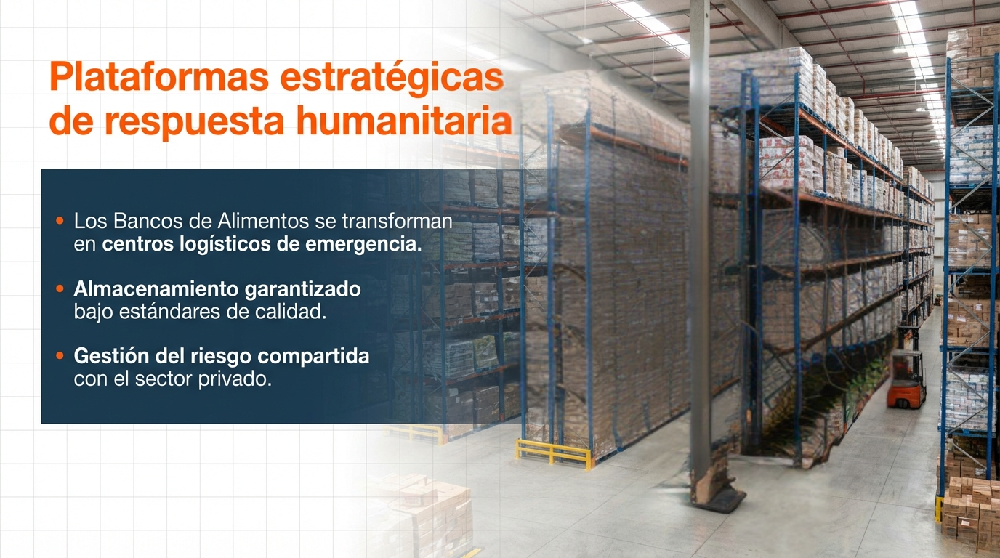 Plataformas estratégicas
de respuesta humanitaria
• Los Bancos de Alimentos se transforman
en centros logísticos de emergencia.
• Almacenamiento garantizado
bajo estándares de calidad.
• Gestión del riesgo compartida
con el sector privado.